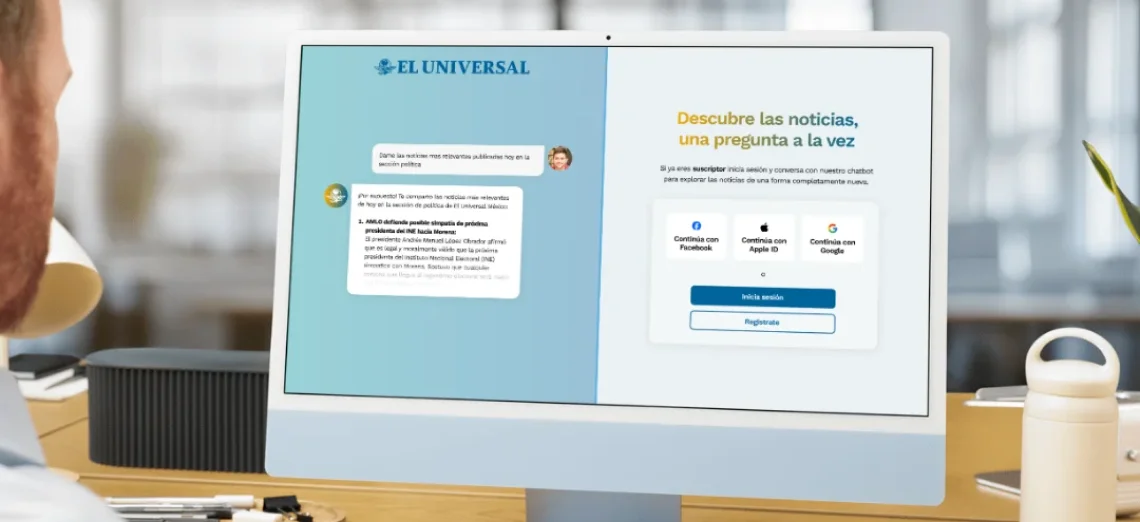 EL UNIVERSAL
Dame las noticias más relevantes publicadas hoy en la
sección política
¡Por supuesto! Te comparto las noticias más relevantes
de hoy en la sección de política de El Universal México
1. AMLO defiende posible simpatía de próxima
presidenta del INE hacia Morena:
El presidente Andrés Manuel López Obrador afirmó
que es legal y moralmente válido que la próxima
presidenta del Instituto Nacional Electoral (INE)
simpatice con Morena. Sostuvo que cualquier
Descubre las noticias,
una pregunta a la vez
Si ya eres suscriptor inicia sesión y conversa con nuestro chatbot
para explorar las noticias de una forma completamente nueva.
Continúa con
Facebook
Continúa con
Apple ID
Continúa con
Google
O
Inicia sesión
Regístrate